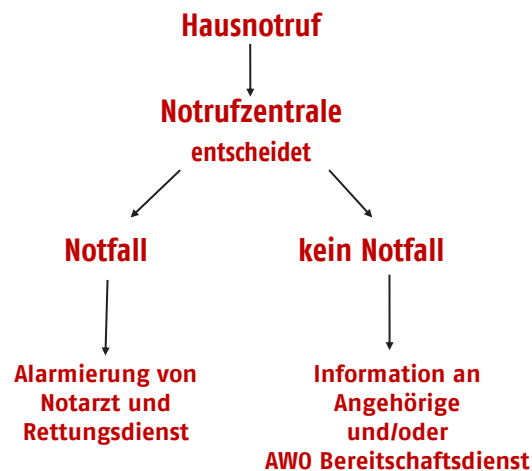 Hausnotruf
Notrufzentrale
entscheidet
Notfall
kein Notfall
Alarmierung von
Notarzt und
Rettungsdienst
Information an
Angehörige
und/oder
AWO Bereitschaftsdienst